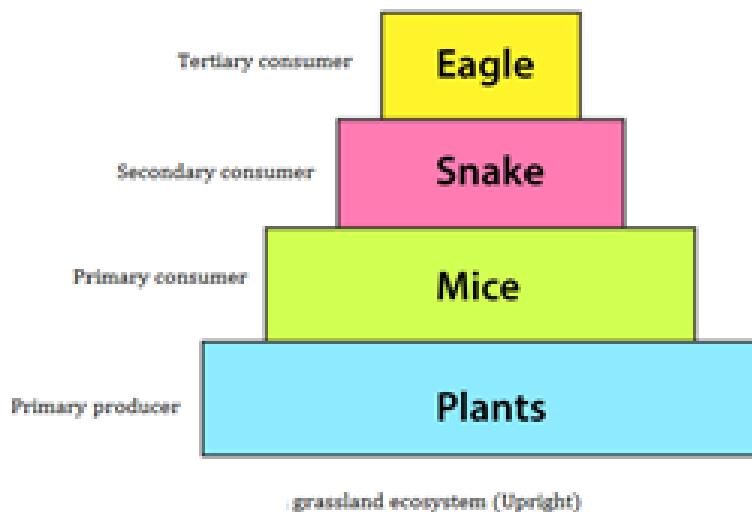 Tertiary consumer
Eagle
Secondary consumer
Snake
Primary consumer
Mice
Primary producer
Plants
grassland ecosystem (Upright)